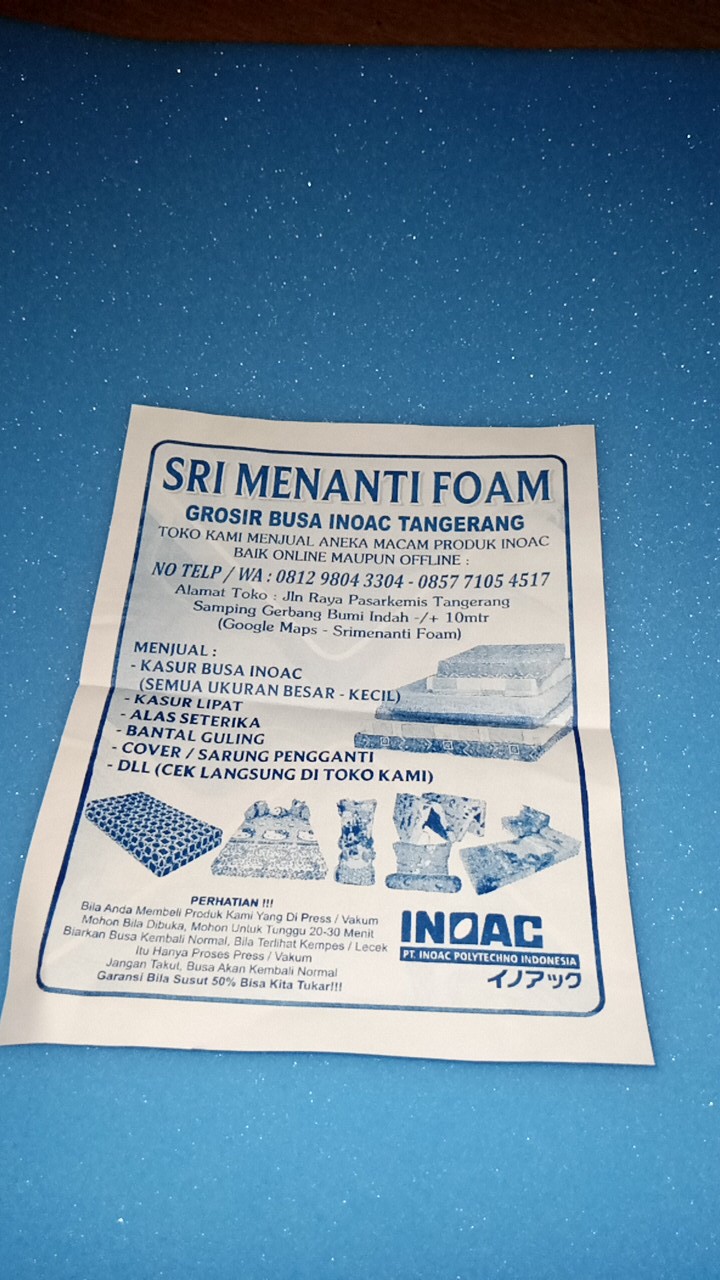 SRI MENANTI FOAM
GROSIR BUSA INOAC TANGERANG
TOKO KAMI MENJUAL ANEKA MACAM PRODUK INOAC
BAIK ONLINE MAUPUN OFFLINE :
NO TELP / WA : 0812 9804 3304 - 0857 7105 4517
Alamat Toko : Jln Raya Pasarkemis Tangerang
Samping Gerbang Bumi Indah -/+ 10mtr
(Google Maps - Srimenanti Foam)
MENJUAL :
- KASUR BUSA INOAC
(SEMUA UKURAN BESAR - KECIL)
- KASUR LIPAT
- ALAS SETERIKA
- BANTAL GULING
- COVER / SARUNG PENGGANTI
- DLL (CEK LANGSUNG DI TOKO KAMI)
PERHATIAN !!!
Bila Anda Membeli Produk Kami Yang Di Press / Vakum
Mohon Bila Dibuka, Mohon Untuk Tunggu 20-30 Menit
Biarkan Busa Kembali Normal, Bila Terlihat Kempes / Lecek
Itu Hanya Proses Press / Vakum
Jangan Takut, Busa Akan Kembali Normal
Garansi Bila Susut 50% Bisa Kita Tukar!!!
INOAC
PT. INOAC POLYTECHNO INDONESIA
イノアック